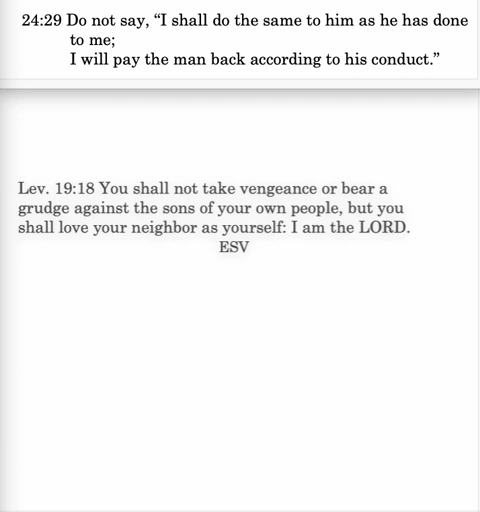 24:29 Do not say, “I shall do the same to him as he has done
to me;
I will pay the man back according to his conduct.”
Lev. 19:18 You shall not take vengeance or bear a
grudge against the sons of your own people, but you
shall love your neighbor as yourself: I am the LORD.
ESV